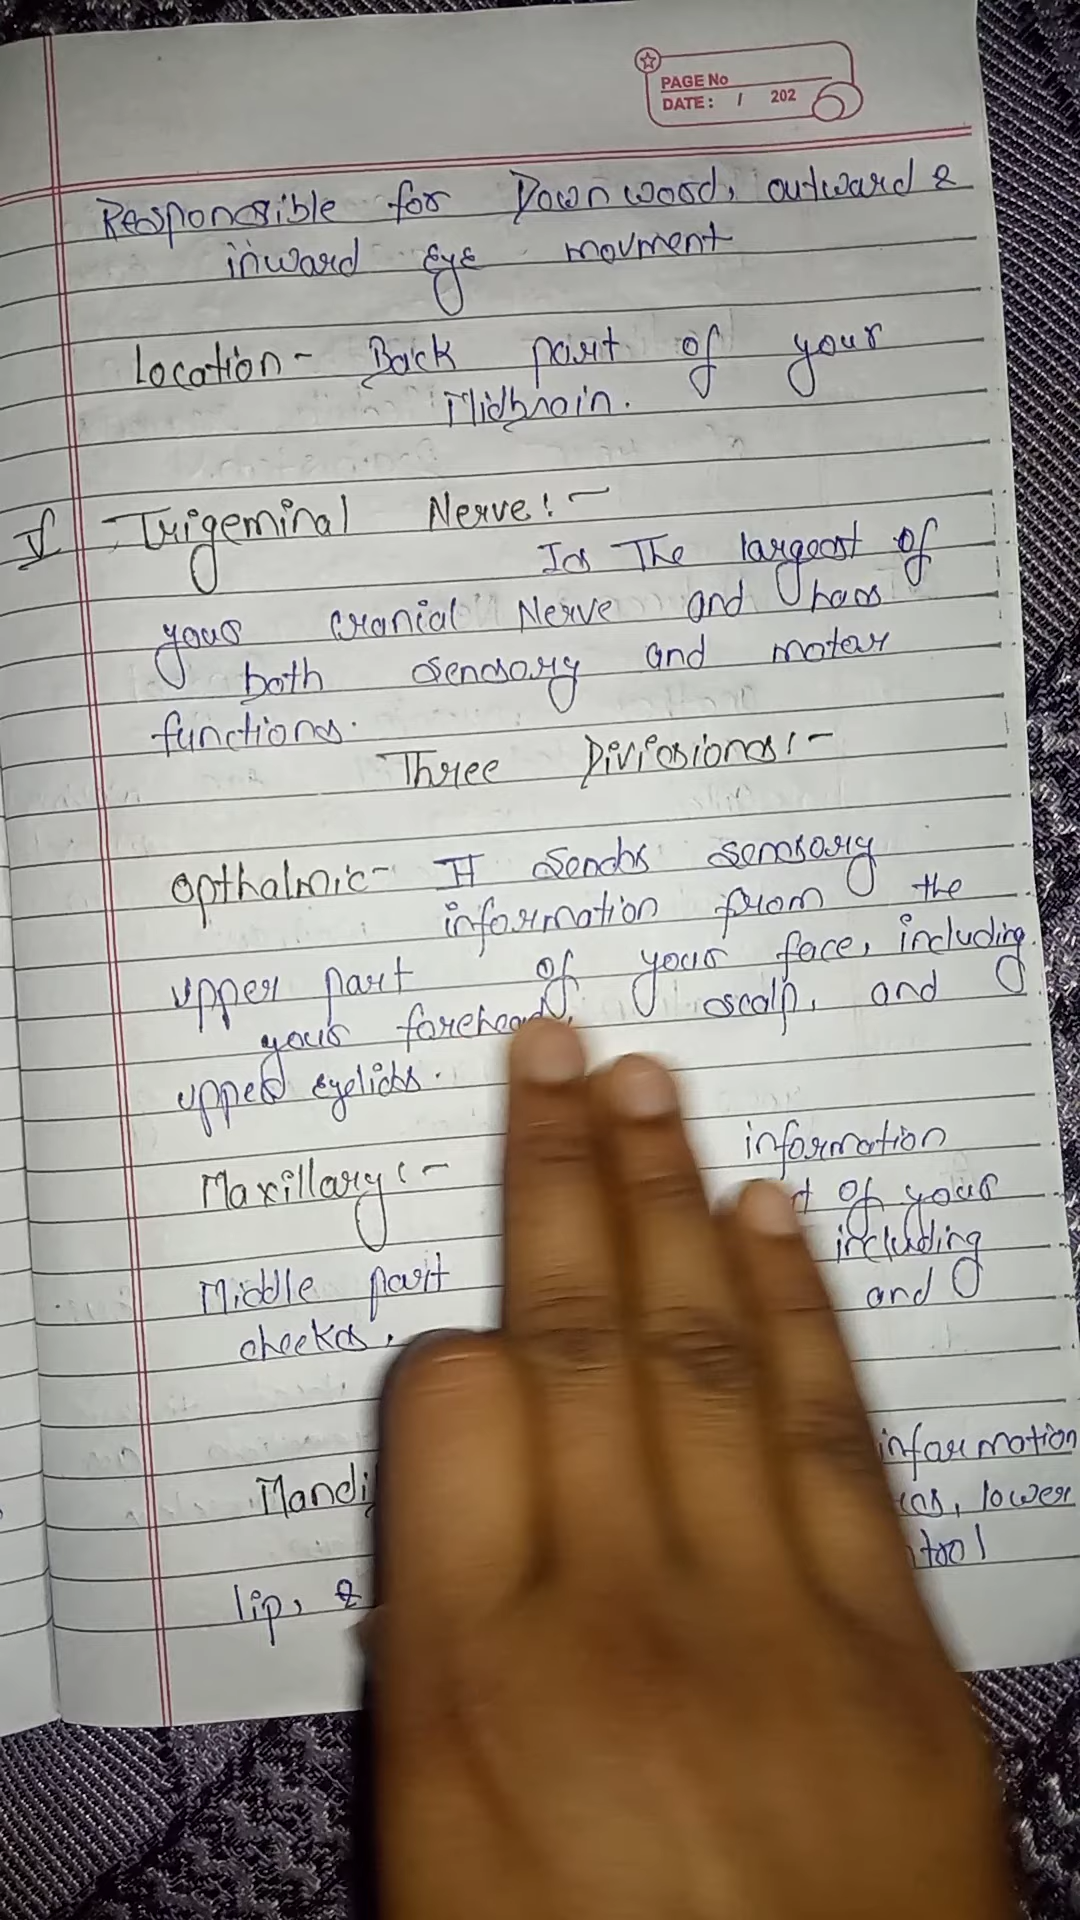 PAGE No
DATE: / 202
Responsible for Downwood, outward &
inward Eye movment
Location - Back part of your
Midbrain.
V Trigeminal Nerve:-
Is The largest of
your cranial Nerve and has
both sensory and motor
functions.
Three Divisions:-
Opthalmic- It Sends sensory
information from the
upper part of your face, including
your forehead, scalp, and
upper eyelids.
Maxillary:- information
of your
Middle part including
cheeks, and
information
Mandi lower
lip, &